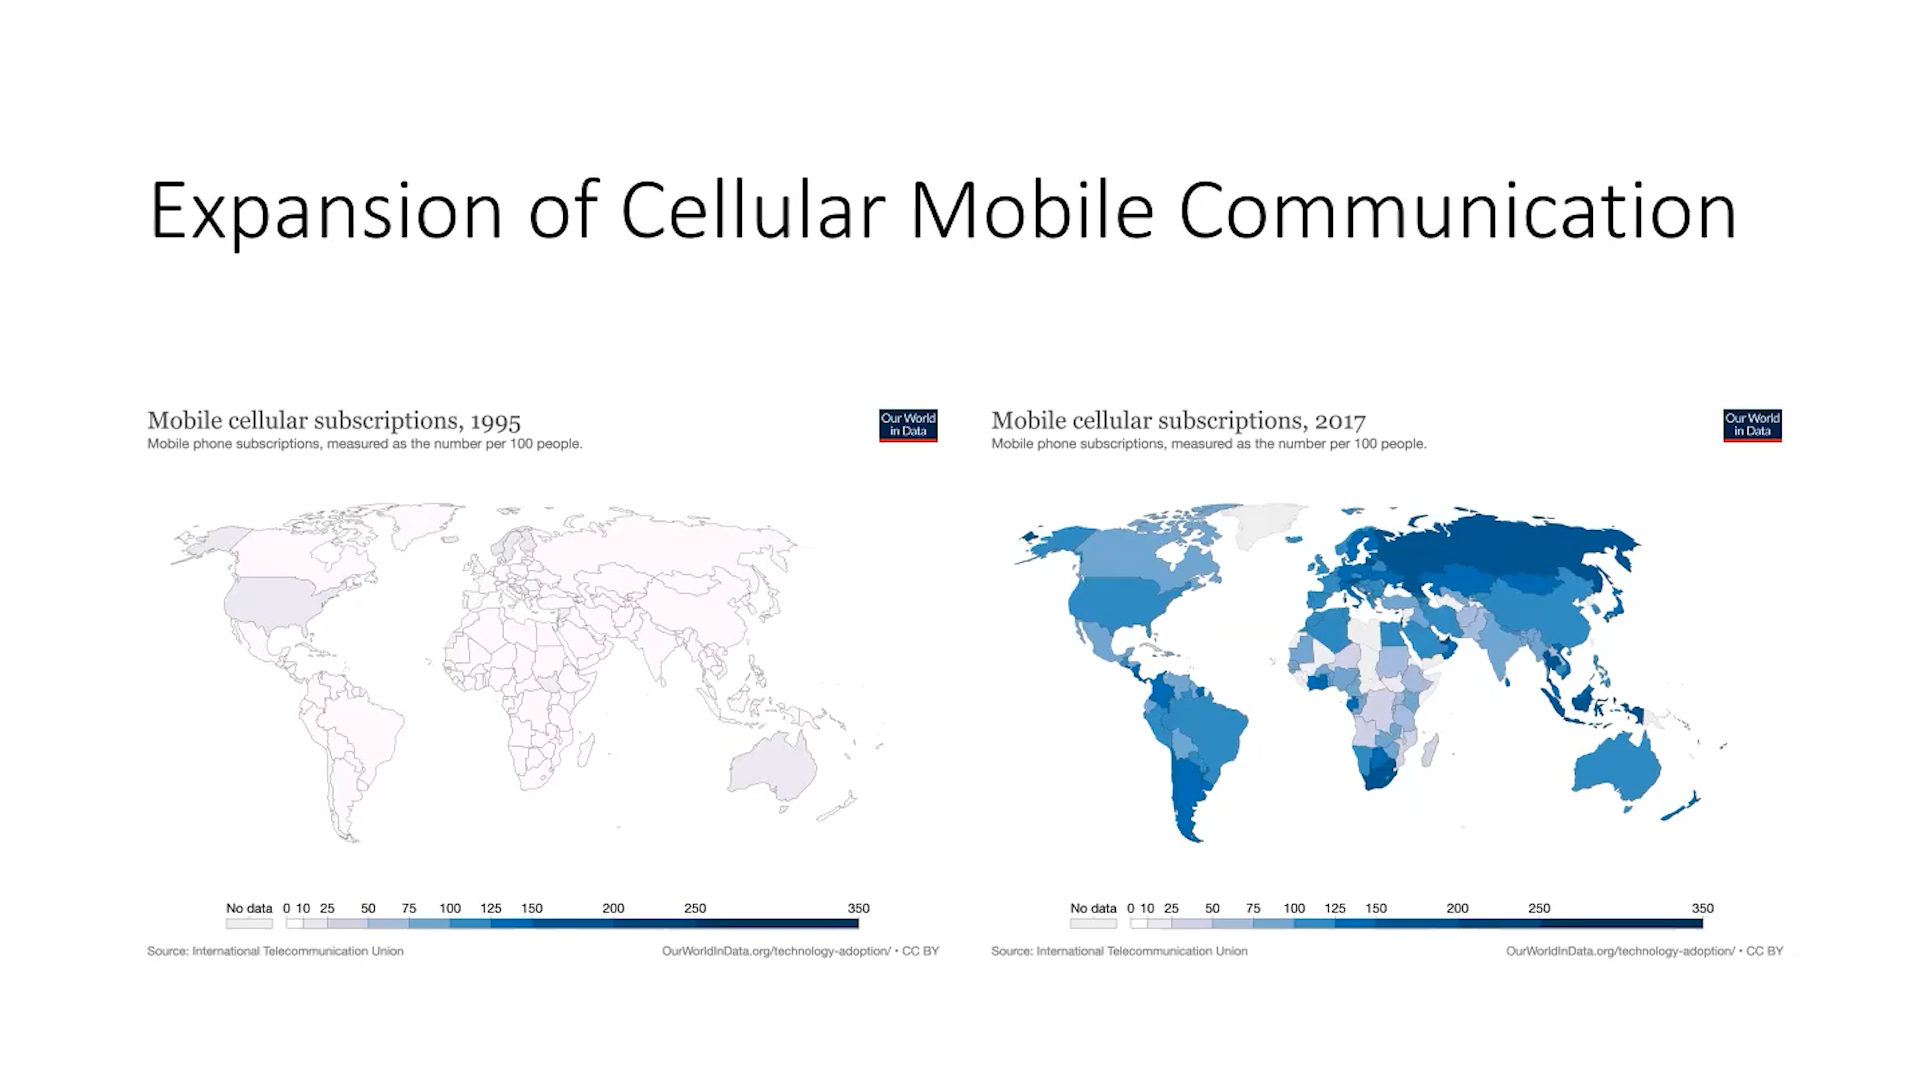 Expansion of Cellular Mobile Communication
Mobile cellular subscriptions, 1995
Mobile phone subscriptions, measured as the number per 100 people.
Our World
in Data
No data 0 10 25 50 75 100 125 150 200 250 350
Source: International Telecommunication Union
OurWorldInData.org/technology-adoption/ • CC BY
Mobile cellular subscriptions, 2017
Mobile phone subscriptions, measured as the number per 100 people.
Our World
in Data
No data 0 10 25 50 75 100 125 150 200 250 350
Source: International Telecommunication Union
OurWorldInData.org/technology-adoption/ • CC BY